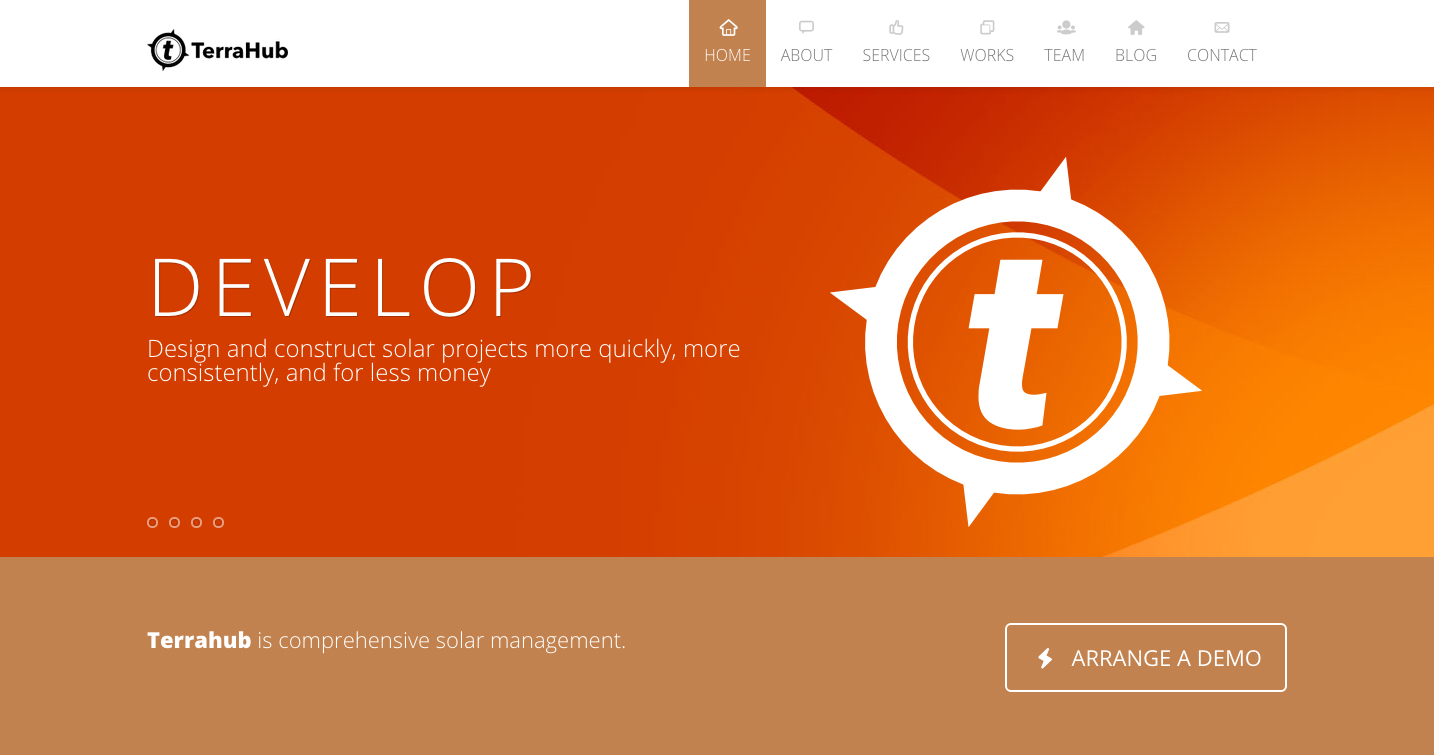 TerraHub
HOME ABOUT SERVICES WORKS TEAM BLOG CONTACT
DEVELOP
Design and construct solar projects more quickly, more
consistently, and for less money
t
Terrahub is comprehensive solar management.
ARRANGE A DEMO